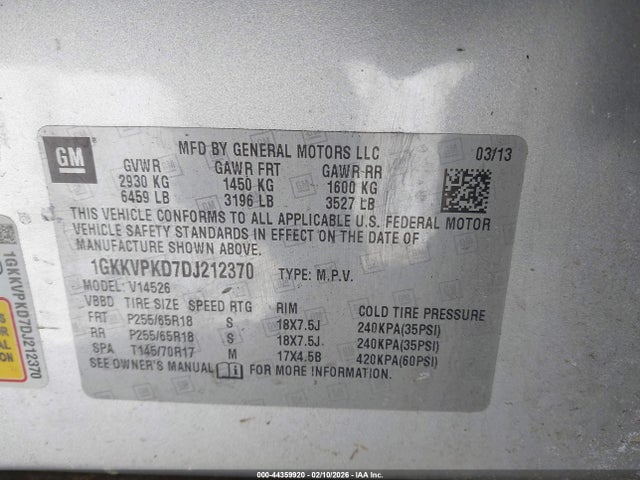 GM
MFD BY GENERAL MOTORS LLC 03/13
GVWR GAWR FRT GAWR RR
2930 KG 1450 KG 1600 KG
6459 LB 3196 LB 3527 LB
THIS VEHICLE CONFORMS TO ALL APPLICABLE U.S. FEDERAL MOTOR
VEHICLE SAFETY STANDARDS IN EFFECT ON THE DATE OF
MANUFACTURE SHOWN ABOVE.
1GKKVPKD7DJ212370 TYPE: M.P.V.
MODEL: V14526
VBBD TIRE SIZE SPEED RTG RIM COLD TIRE PRESSURE
FRT P255/65R18 S 18X7.5J 240KPA(35PSI)
RR P255/65R18 S 18X7.5J 240KPA(35PSI)
SPA T145/70R17 M 17X4.5B 420KPA(60PSI)
SEE OWNER'S MANUAL FOR MORE INFORMATION.
1GKKVPKD7DJ212370
000-44359920 - 02/10/2026 - IAA Inc.